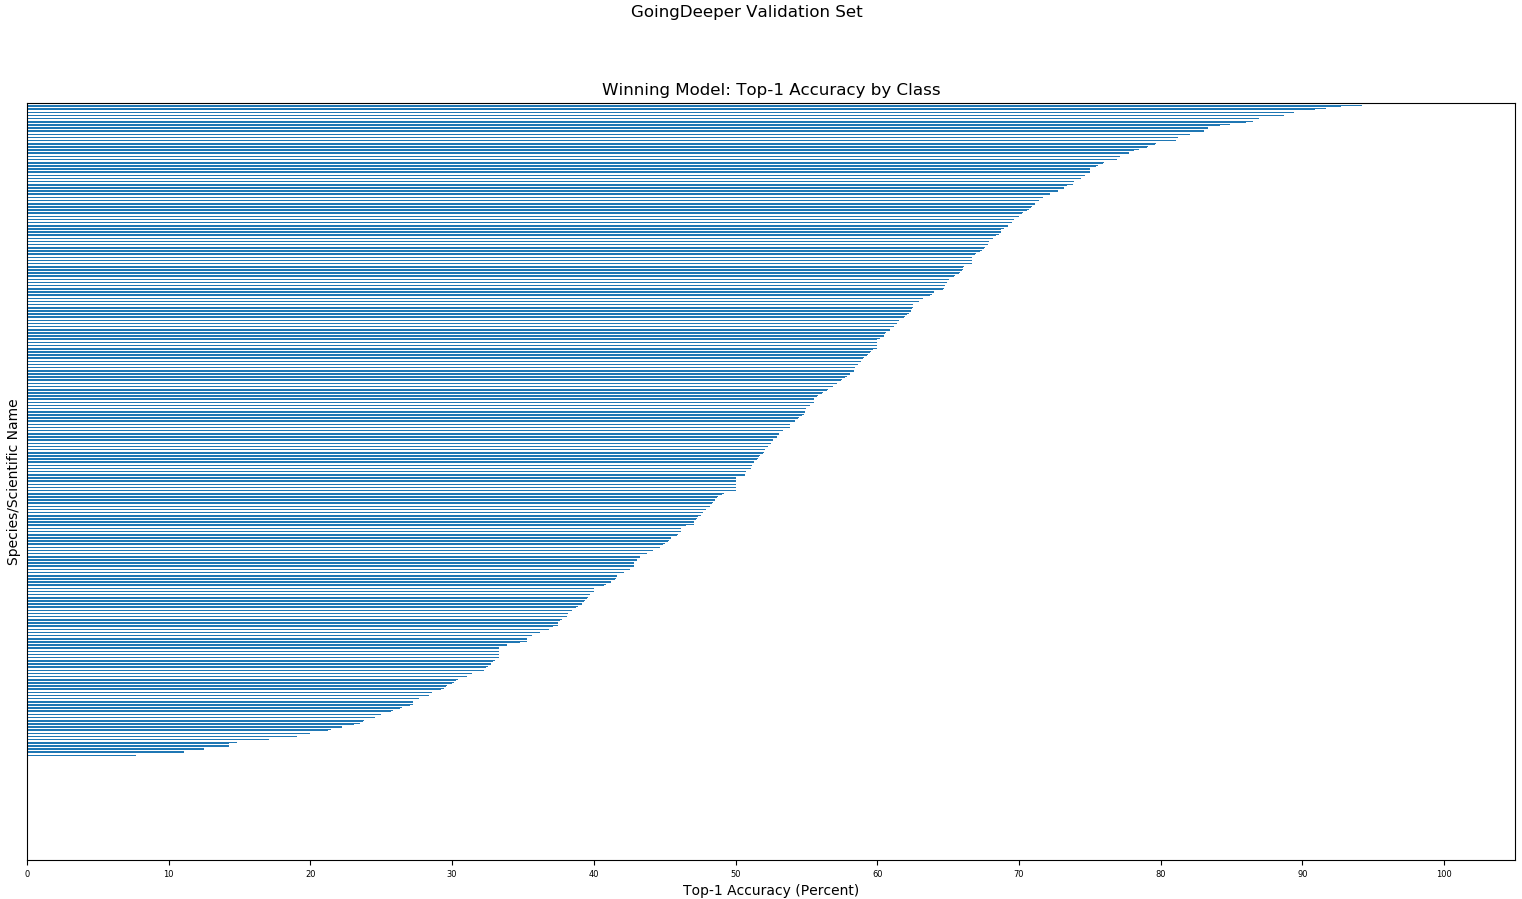 GoingDeeper Validation Set
Winning Model: Top-1 Accuracy by Class
Species/Scientific Name
0 10 20 30 40 50 60 70 80 90 100
Top-1 Accuracy (Percent)